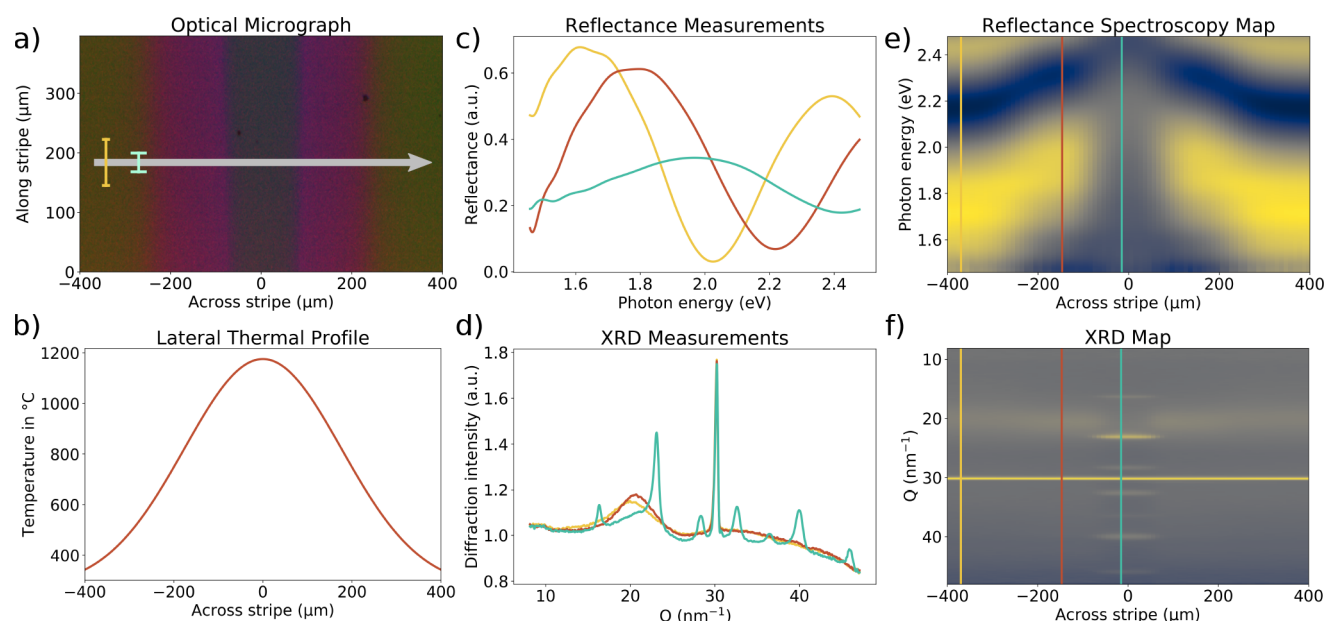 a)
Optical Micrograph
Along stripe (μm)
300
200
100
0
−400 −200 0 200 400
Across stripe (μm)
b)
Lateral Thermal Profile
Temperature in °C
1200
1000
800
600
400
−400 −200 0 200 400
Across stripe (μm)
c)
Reflectance Measurements
Reflectance (a.u.)
0.6
0.4
0.2
0.0
1.6 1.8 2.0 2.2 2.4
Photon energy (eV)
d)
XRD Measurements
Diffraction intensity (a.u.)
1.8
1.6
1.4
1.2
1.0
0.8
10 20 30 40
Q (nm⁻¹)
e)
Reflectance Spectroscopy Map
Photon energy (eV)
2.4
2.2
2.0
1.8
1.6
−400 −200 0 200 400
Across stripe (μm)
f)
XRD Map
Q (nm⁻¹)
10
20
30
40
−400 −200 0 200 400
Across stripe (μm)